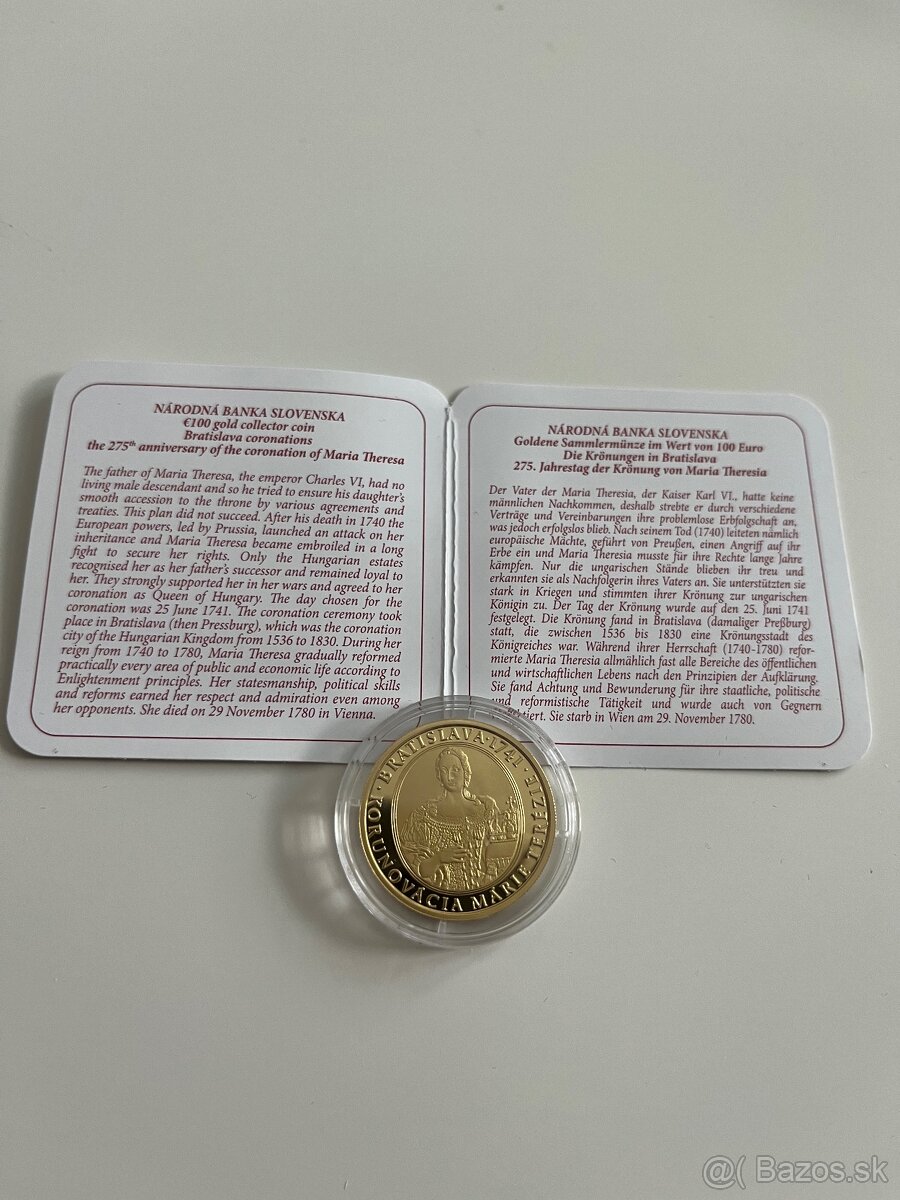 NÁRODNÁ BANKA SLOVENSKA
€100 gold collector coin
Bratislava coronations
the 275th anniversary of the coronation of Maria Theresa
The father of Maria Theresa, the emperor Charles VI, had no
living male descendant and so he tried to ensure his daughter's
smooth accession to the throne by various agreements and
treaties. This plan did not succeed. After his death in 1740 the
European powers, led by Prussia, launched an attack on her
inheritance and Maria Theresa became embroiled in a long
fight to secure her rights. Only the Hungarian estates
recognised her as her father's successor and remained loyal to
her. They strongly supported her in her wars and agreed to her
coronation as Queen of Hungary. The day chosen for the
coronation was 25 June 1741. The coronation ceremony took
place in Bratislava (then Pressburg), which was the coronation
city of the Hungarian Kingdom from 1536 to 1830. During her
reign from 1740 to 1780, Maria Theresa gradually reformed
practically every area of public and economic life according to
Enlightenment principles. Her statesmanship, political skills
and reforms earned her respect and admiration even among
her opponents. She died on 29 November 1780 in Vienna.
NÁRODNÁ BANKA SLOVENSKA
Goldene Sammlermünze im Wert von 100 Euro
Die Krönungen in Bratislava
275. Jahrestag der Krönung von Maria Theresia
Der Vater der Maria Theresia, der Kaiser Karl VI., hatte keine
männlichen Nachkommen, deshalb strebte er durch verschiedene
Verträge und Vereinbarungen ihre problemlose Erbfolgschaft an,
was jedoch erfolgslos blieb. Nach seinem Tod (1740) leiteten nämlich
europäische Mächte, geführt von Preußen, einen Angriff auf ihr
Erbe ein und Maria Theresia musste für ihre Rechte lange Jahre
kämpfen. Nur die ungarischen Stände blieben ihr treu und
erkannten sie als Nachfolgerin ihres Vaters an. Sie unterstützten sie
stark in Kriegen und stimmten ihrer Krönung zur ungarischen
Königin zu. Der Tag der Krönung wurde auf den 25. Juni 1741
festgelegt. Die Krönung fand in Bratislava (damaliger Preßburg)
statt, die zwischen 1536 bis 1830 eine Krönungsstadt des
Königreiches war. Während ihrer Herrschaft (1740-1780) refor-
mierte Maria Theresia allmählich fast alle Bereiche des öffentlichen
und wirtschaftlichen Lebens nach den Prinzipien der Aufklärung.
Sie fand Achtung und Bewunderung für ihre staatliche, politische
und reformistische Tätigkeit und wurde auch von Gegnern
Sie starb in Wien am 29. November 1780.
· BRATISLAVA · 1741 ·
KORUNOVÁCIA MÁRIE TERÉZIE
@( Bazos.sk